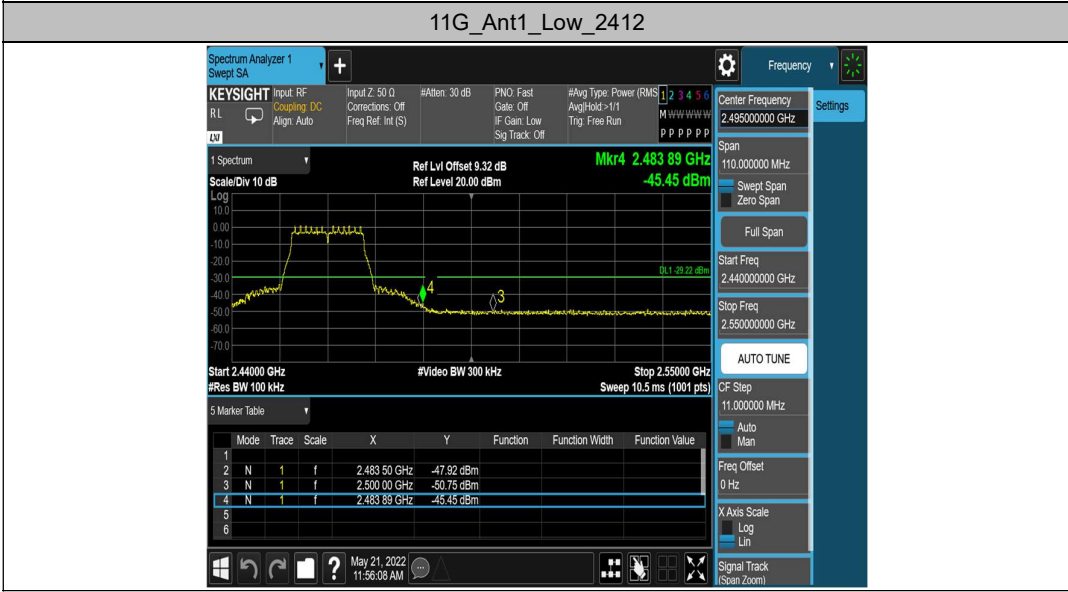 11G_Ant1_Low_2412
Spectrum Analyzer 1
Swept SA
+
Frequency
KEYSIGHT
RL
LXI
Input: RF
Coupling: DC
Align: Auto
Input Z: 50 Ω
Corrections: Off
Freq Ref: Int (S)
#Atten: 30 dB
PNO: Fast
Gate: Off
IF Gain: Low
Sig Track: Off
#Avg Type: Power (RMS
Avg|Hold:>1/1
Trig: Free Run
1 2 3 4 5 6
M W W W W W
P P P P P P
1 Spectrum
Scale/Div 10 dB
Ref Lvl Offset 9.32 dB
Ref Level 20.00 dBm
Mkr4 2.483 89 GHz
-45.45 dBm
Log
10.0
0.00
-10.0
-20.0
-30.0
-40.0
-50.0
-60.0
-70.0
DL1 -29.22 dBm
4
3
Start 2.44000 GHz
#Res BW 100 kHz
#Video BW 300 kHz
Stop 2.55000 GHz
Sweep 10.5 ms (1001 pts)
5 Marker Table
Mode Trace Scale X Y Function Function Width Function Value
1
2 N 1 f 2.483 50 GHz -47.92 dBm
3 N 1 f 2.500 00 GHz -50.75 dBm
4 N 1 f 2.483 89 GHz -45.45 dBm
5
6
?
May 21, 2022
11:56:08 AM
Center Frequency
2.495000000 GHz
Settings
Span
110.000000 MHz
Swept Span
Zero Span
Full Span
Start Freq
2.440000000 GHz
Stop Freq
2.550000000 GHz
AUTO TUNE
CF Step
11.000000 MHz
Auto
Man
Freq Offset
0 Hz
X Axis Scale
Log
Lin
Signal Track
(Span Zoom)